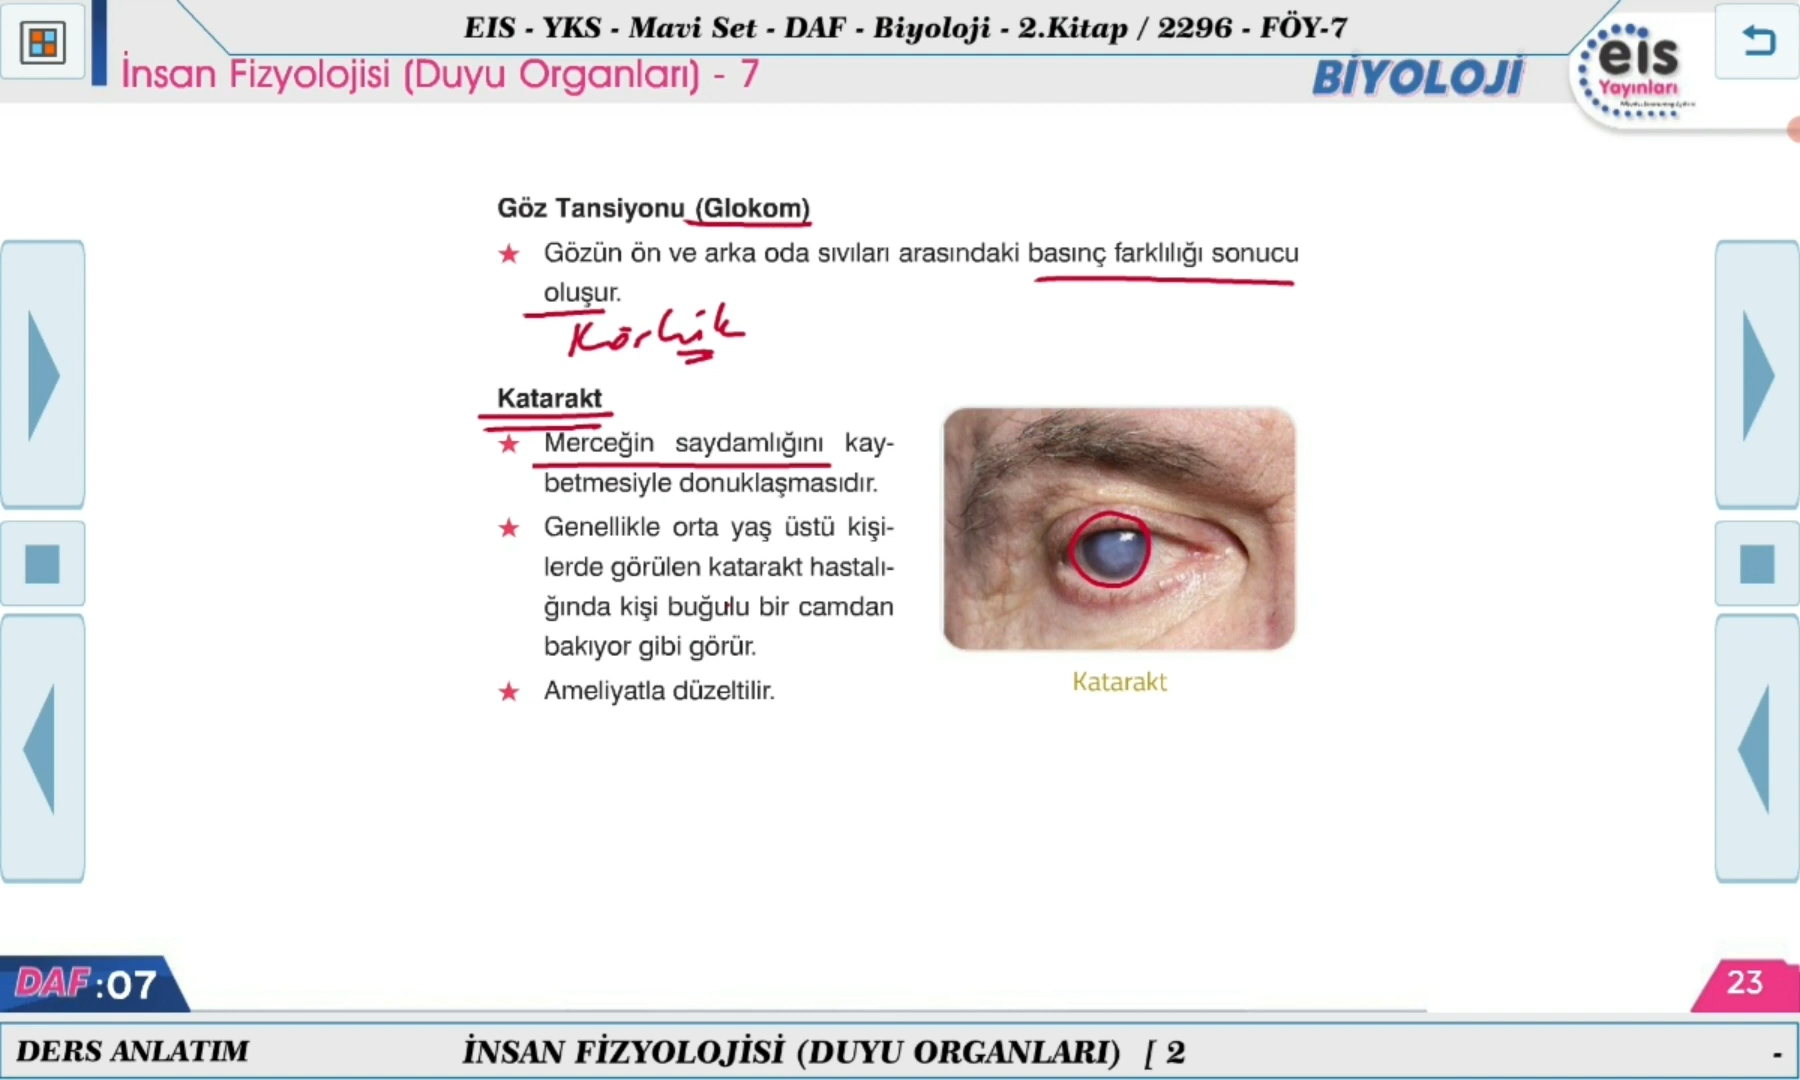 EIS - YKS - Mavi Set - DAF - Biyoloji - 2.Kitap / 2296 - FÖY-7
İnsan Fizyolojisi (Duyu Organları) - 7
BİYOLOJİ
eis
Yayınları
Göz Tansiyonu (Glokom)
★ Gözün ön ve arka oda sıvıları arasındaki basınç farklılığı sonucu
oluşur.
Körlük
Katarakt
★ Merceğin saydamlığını kay-
betmesiyle donuklaşmasıdır.
★ Genellikle orta yaş üstü kişi-
lerde görülen katarakt hastalı-
ğında kişi buğulu bir camdan
bakıyor gibi görür.
★ Ameliyatla düzeltilir.
Katarakt
DAF :07
23
DERS ANLATIM
İNSAN FİZYOLOJİSİ (DUYU ORGANLARI) [ 2
-